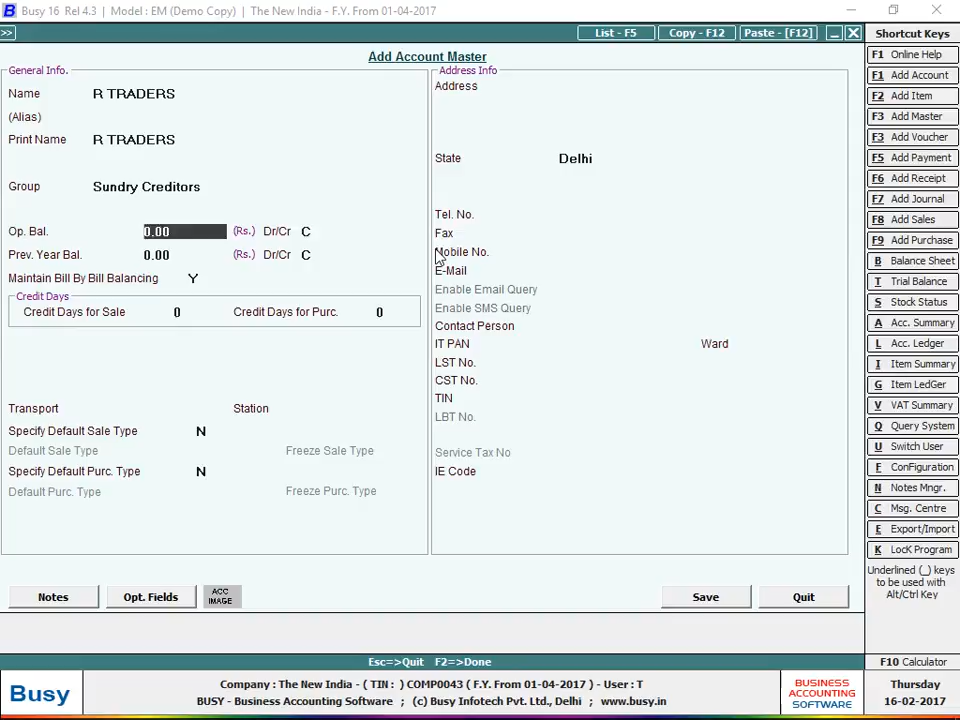 B Busy 16 Rel 4.3 | Model : EM (Demo Copy) | The New India - F.Y. From 01-04-2017
>> List - F5 Copy - F12 Paste - [F12] Shortcut Keys
Add Account Master
General Info.
Name R TRADERS
(Alias)
Print Name R TRADERS
Group Sundry Creditors
Op. Bal. 0.00 (Rs.) Dr/Cr C
Prev. Year Bal. 0.00 (Rs.) Dr/Cr C
Maintain Bill By Bill Balancing Y
Credit Days
Credit Days for Sale 0 Credit Days for Purc. 0
Transport Station
Specify Default Sale Type N
Default Sale Type Freeze Sale Type
Specify Default Purc. Type N
Default Purc. Type Freeze Purc. Type
Address Info
Address
State Delhi
Tel. No.
Fax
Mobile No.
E-Mail
Enable Email Query
Enable SMS Query
Contact Person
IT PAN Ward
LST No.
CST No.
TIN
LBT No.
Service Tax No
IE Code
Notes Opt. Fields ACC IMAGE Save Quit
Esc=>Quit F2=>Done
F1 Online Help
F1 Add Account
F2 Add Item
F3 Add Master
F3 Add Voucher
F5 Add Payment
F6 Add Receipt
F7 Add Journal
F8 Add Sales
F9 Add Purchase
B Balance Sheet
T Trial Balance
S Stock Status
A Acc. Summary
L Acc. Ledger
I Item Summary
G Item LedGer
V VAT Summary
Q Query System
U Switch User
F ConFiguration
N Notes Mngr.
C Msg. Centre
E Export/Import
K LocK Program
Underlined (_) keys
to be used with
Alt/Ctrl Key
F10 Calculator
Busy
Company : The New India - ( TIN : ) COMP0043 ( F.Y. From 01-04-2017 ) - User : T
BUSY - Business Accounting Software ; (c) Busy Infotech Pvt. Ltd., Delhi ; www.busy.in
BUSINESS
ACCOUNTING
SOFTWARE
Thursday
16-02-2017